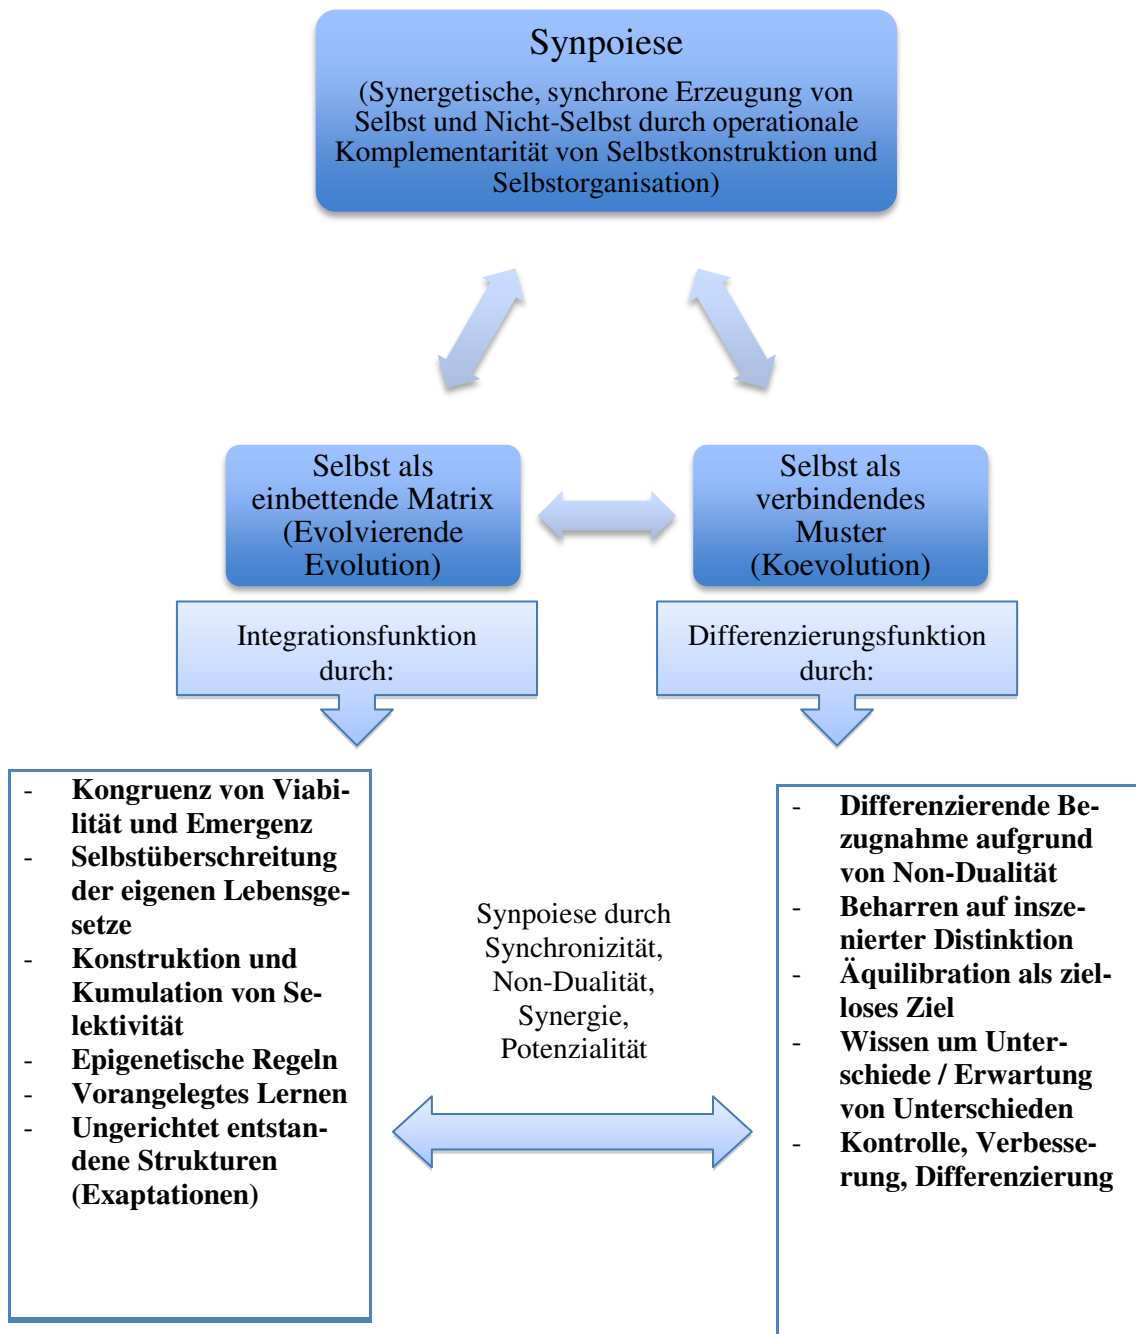 Synpoiese
(Synergetische, synchrone Erzeugung von
Selbst und Nicht-Selbst durch operationale
Komplementarität von Selbstkonstruktion und
Selbstorganisation)
Selbst als
einbettende Matrix
(Evolvierende
Evolution)
Selbst als
verbindendes
Muster
(Koevolution)
Integrationsfunktion
durch:
Differenzierungsfunktion
durch:
- Kongruenz von Viabi-
lität und Emergenz
- Selbstüberschreitung
der eigenen Lebensge-
setze
- Konstruktion und
Kumulation von Se-
lektivität
- Epigenetische Regeln
- Vorangelegtes Lernen
- Ungerichtet entstan-
dene Strukturen
(Exaptationen)
Synpoiese durch
Synchronizität,
Non-Dualität,
Synergie,
Potenzialität
- Differenzierende Be-
zugnahme aufgrund
von Non-Dualität
- Beharren auf insze-
nierter Distinktion
- Äquilibration als ziel-
loses Ziel
- Wissen um Unter-
schiede / Erwartung
von Unterschieden
- Kontrolle, Verbesse-
rung, Differenzierung